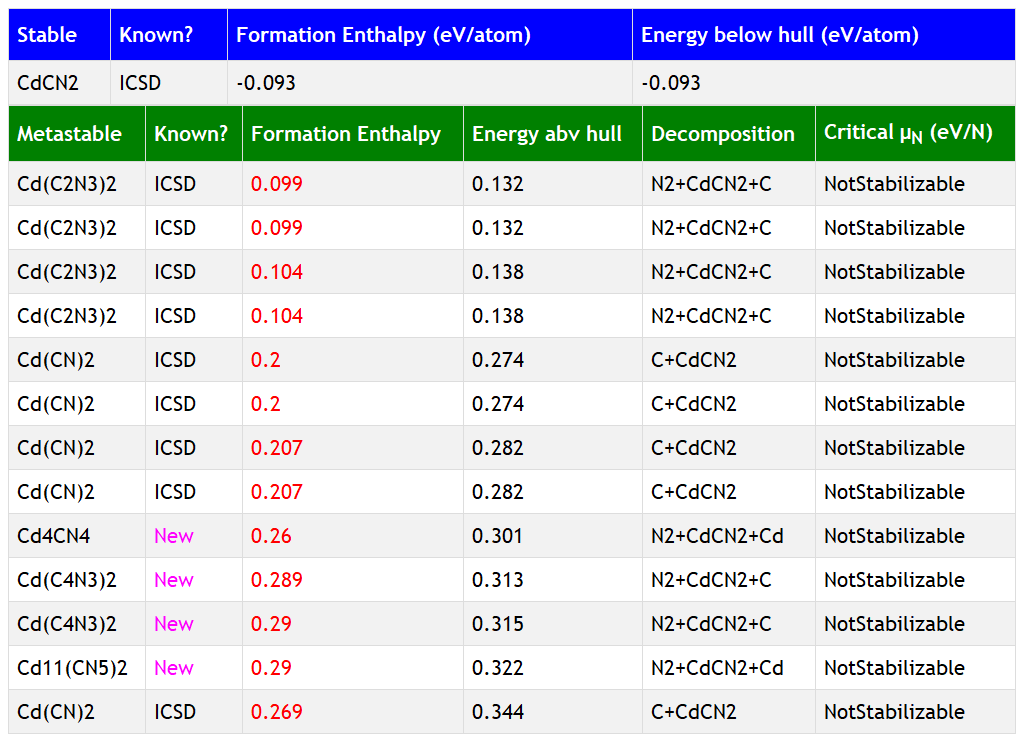 Stable Known? Formation Enthalpy (eV/atom) Energy below hull (eV/atom)
CdCN2 ICSD -0.093 -0.093
Metastable Known? Formation Enthalpy Energy abv hull Decomposition Critical μN (eV/N)
Cd(C2N3)2 ICSD 0.099 0.132 N2+CdCN2+C NotStabilizable
Cd(C2N3)2 ICSD 0.099 0.132 N2+CdCN2+C NotStabilizable
Cd(C2N3)2 ICSD 0.104 0.138 N2+CdCN2+C NotStabilizable
Cd(C2N3)2 ICSD 0.104 0.138 N2+CdCN2+C NotStabilizable
Cd(CN)2 ICSD 0.2 0.274 C+CdCN2 NotStabilizable
Cd(CN)2 ICSD 0.2 0.274 C+CdCN2 NotStabilizable
Cd(CN)2 ICSD 0.207 0.282 C+CdCN2 NotStabilizable
Cd(CN)2 ICSD 0.207 0.282 C+CdCN2 NotStabilizable
Cd4CN4 New 0.26 0.301 N2+CdCN2+Cd NotStabilizable
Cd(C4N3)2 New 0.289 0.313 N2+CdCN2+C NotStabilizable
Cd(C4N3)2 New 0.29 0.315 N2+CdCN2+C NotStabilizable
Cd11(CN5)2 New 0.29 0.322 N2+CdCN2+Cd NotStabilizable
Cd(CN)2 ICSD 0.269 0.344 C+CdCN2 NotStabilizable